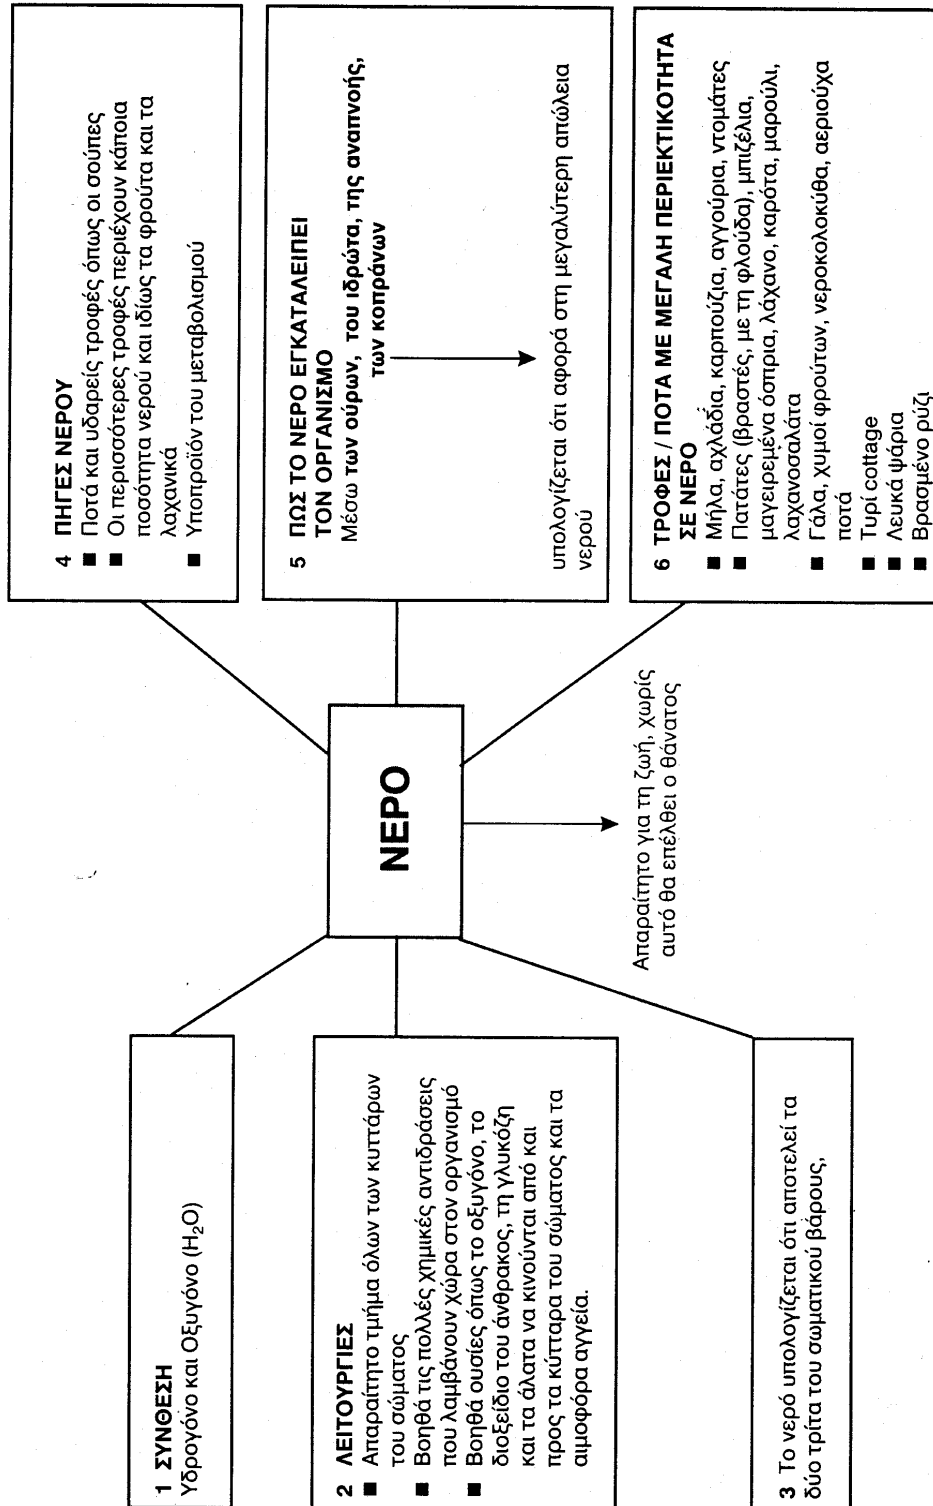 1 ΣΥΝΘΕΣΗ
Υδρογόνο και Οξυγόνο (H₂O)
2 ΛΕΙΤΟΥΡΓΙΕΣ
■ Απαραίτητο τμήμα όλων των κυττάρων
του σώματος
■ Βοηθά τις πολλές χημικές αντιδράσεις
που λαμβάνουν χώρα στον οργανισμό
■ Βοηθά ουσίες όπως το οξυγόνο, το
διοξείδιο του άνθρακος, τη γλυκόζη
και τα άλατα να κινούνται από και
προς τα κύτταρα του σώματος και τα
αιμοφόρα αγγεία.
3 Το νερό υπολογίζεται ότι αποτελεί τα
δύο τρίτα του σωματικού βάρους,
ΝΕΡΟ
Απαραίτητο για τη ζωή, χωρίς
αυτό θα επέλθει ο θάνατος
4 ΠΗΓΕΣ ΝΕΡΟΥ
■ Ποτά και υδαρείς τροφές όπως οι σούπες
■ Οι περισσότερες τροφές περιέχουν κάποια
ποσότητα νερού και ιδίως τα φρούτα και τα
λαχανικά
■ Υποπροϊόν του μεταβολισμού
5 ΠΩΣ ΤΟ ΝΕΡΟ ΕΓΚΑΤΑΛΕΙΠΕΙ
ΤΟΝ ΟΡΓΑΝΙΣΜΟ
Μέσω των ούρων, του ιδρώτα, της αναπνοής,
των κοπράνων
υπολογίζεται ότι αφορά στη μεγαλύτερη απώλεια
νερού
6 ΤΡΟΦΕΣ / ΠΟΤΑ ΜΕ ΜΕΓΑΛΗ ΠΕΡΙΕΚΤΙΚΟΤΗΤΑ
ΣΕ ΝΕΡΟ
■ Μήλα, αχλάδια, καρπούζια, αγγούρια, ντομάτες
■ Πατάτες (βραστές, με τη φλούδα), μπιζέλια,
μαγειρεμένα όσπρια, λάχανο, καρότα, μαρούλι,
λαχανοσαλάτα
■ Γάλα, χυμοί φρούτων, νεροκολοκύθα, αεριούχα
ποτά
■ Τυρί cottage
■ Λευκά ψάρια
■ Βρασμένο ρύζι